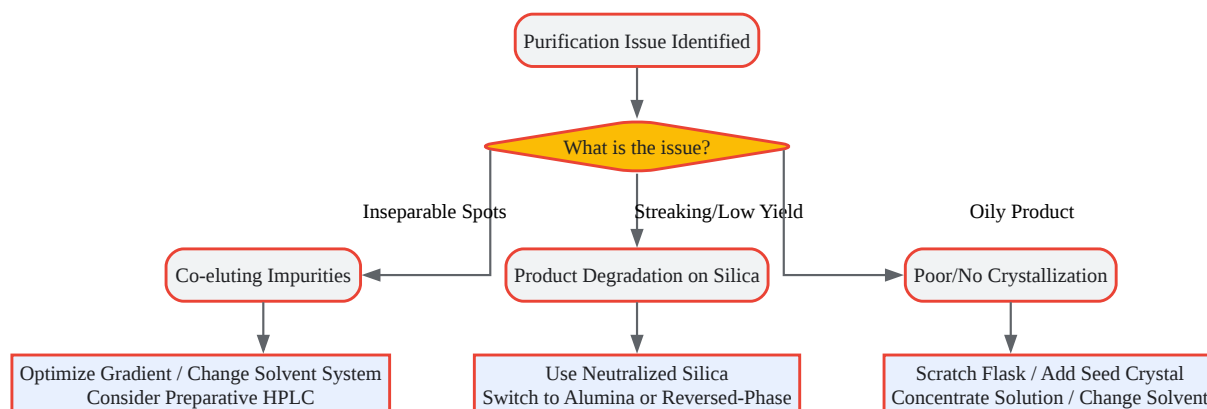 Purification Issue Identified
What is the issue?
Inseparable Spots
Streaking/Low Yield
Oily Product
Co-eluting Impurities
Product Degradation on Silica
Poor/No Crystallization
Optimize Gradient / Change Solvent System
Consider Preparative HPLC
Use Neutralized Silica
Switch to Alumina or Reversed-Phase
Scratch Flask / Add Seed Crystal
Concentrate Solution / Change Solvent